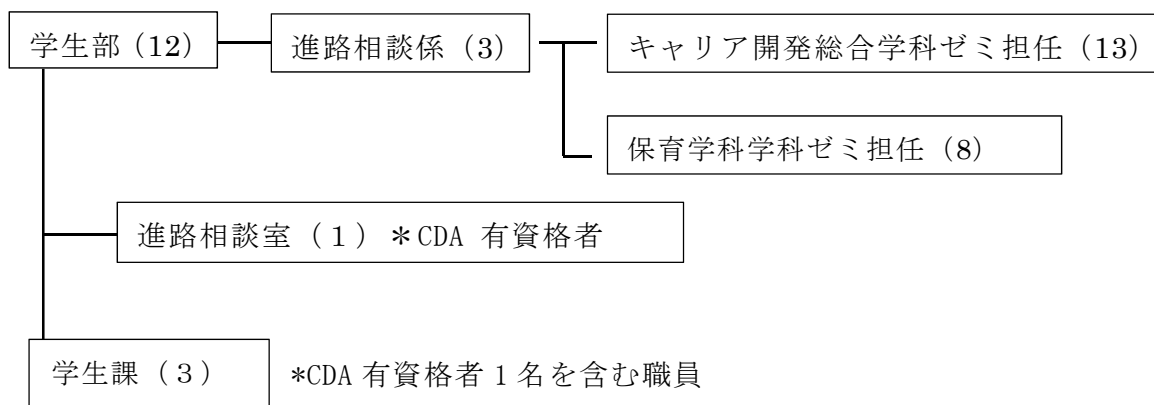 学生部（12）
進路相談係（3）
キャリア開発総合学科ゼミ担任（13）
保育学科学科ゼミ担任（8）
進路相談室（１）＊CDA 有資格者
学生課（３）
*CDA 有資格者 1 名を含む職員